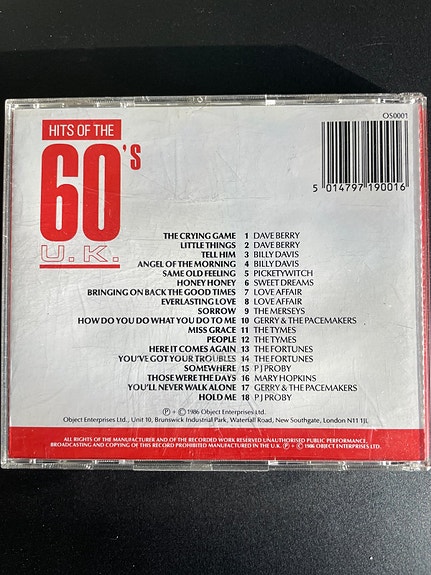 OS0001
HITS OF THE
60's
U.K.
5 014797 190016
THE CRYING GAME 1 DAVE BERRY
LITTLE THINGS 2 DAVE BERRY
TELL HIM 3 BILLY DAVIS
ANGEL OF THE MORNING 4 BILLY DAVIS
SAME OLD FEELING 5 PICKETYWITCH
HONEY HONEY 6 SWEET DREAMS
BRINGING ON BACK THE GOOD TIMES 7 LOVE AFFAIR
EVERLASTING LOVE 8 LOVE AFFAIR
SORROW 9 THE MERSEYS
HOW DO YOU DO WHAT YOU DO TO ME 10 GERRY & THE PACEMAKERS
MISS GRACE 11 THE TYMES
PEOPLE 12 THE TYMES
HERE IT COMES AGAIN 13 THE FORTUNES
YOU'VE GOT YOUR TROUBLES 14 THE FORTUNES
SOMEWHERE 15 P J PROBY
THOSE WERE THE DAYS 16 MARY HOPKINS
YOU'LL NEVER WALK ALONE 17 GERRY & THE PACEMAKERS
HOLD ME 18 P J PROBY
℗ + © 1986 Object Enterprises Ltd.
Object Enterprises Ltd., Unit 10, Brunswick Industrial Park, Waterfall Road, New Southgate, London N11 1JL
ALL RIGHTS OF THE MANUFACTURER AND OF THE RECORDED WORK RESERVED UNAUTHORISED PUBLIC PERFORMANCE,
BROADCASTING AND COPYING OF THIS RECORD PROHIBITED MANUFACTURED IN THE U.K. ℗ + © 1986 OBJECT ENTERPRISES LTD.